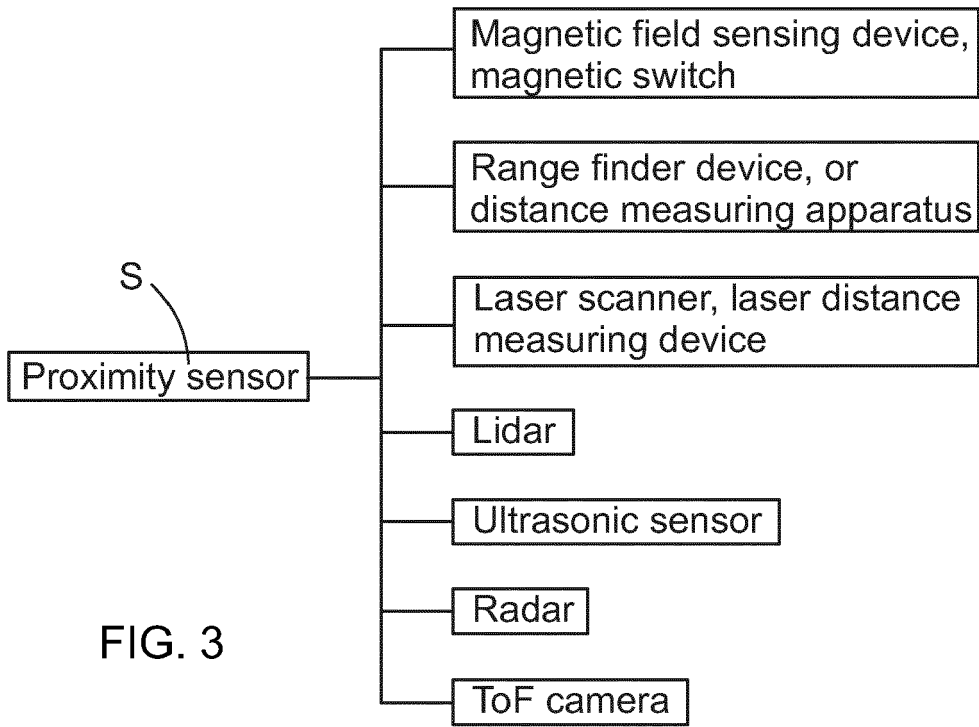 Magnetic field sensing device,
magnetic switch
Range finder device, or
distance measuring apparatus
S
Laser scanner, laser distance
measuring device
Proximity sensor
Lidar
Ultrasonic sensor
Radar
FIG. 3
ToF camera